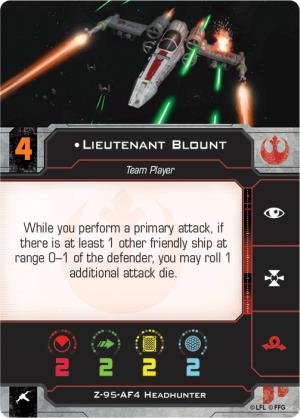 4
• Lieutenant Blount
Team Player
While you perform a primary attack, if
there is at least 1 other friendly ship at
range 0–1 of the defender, you may roll 1
additional attack die.
2 2 2 2
Z-95-AF4 Headhunter
©LFL ©FFG